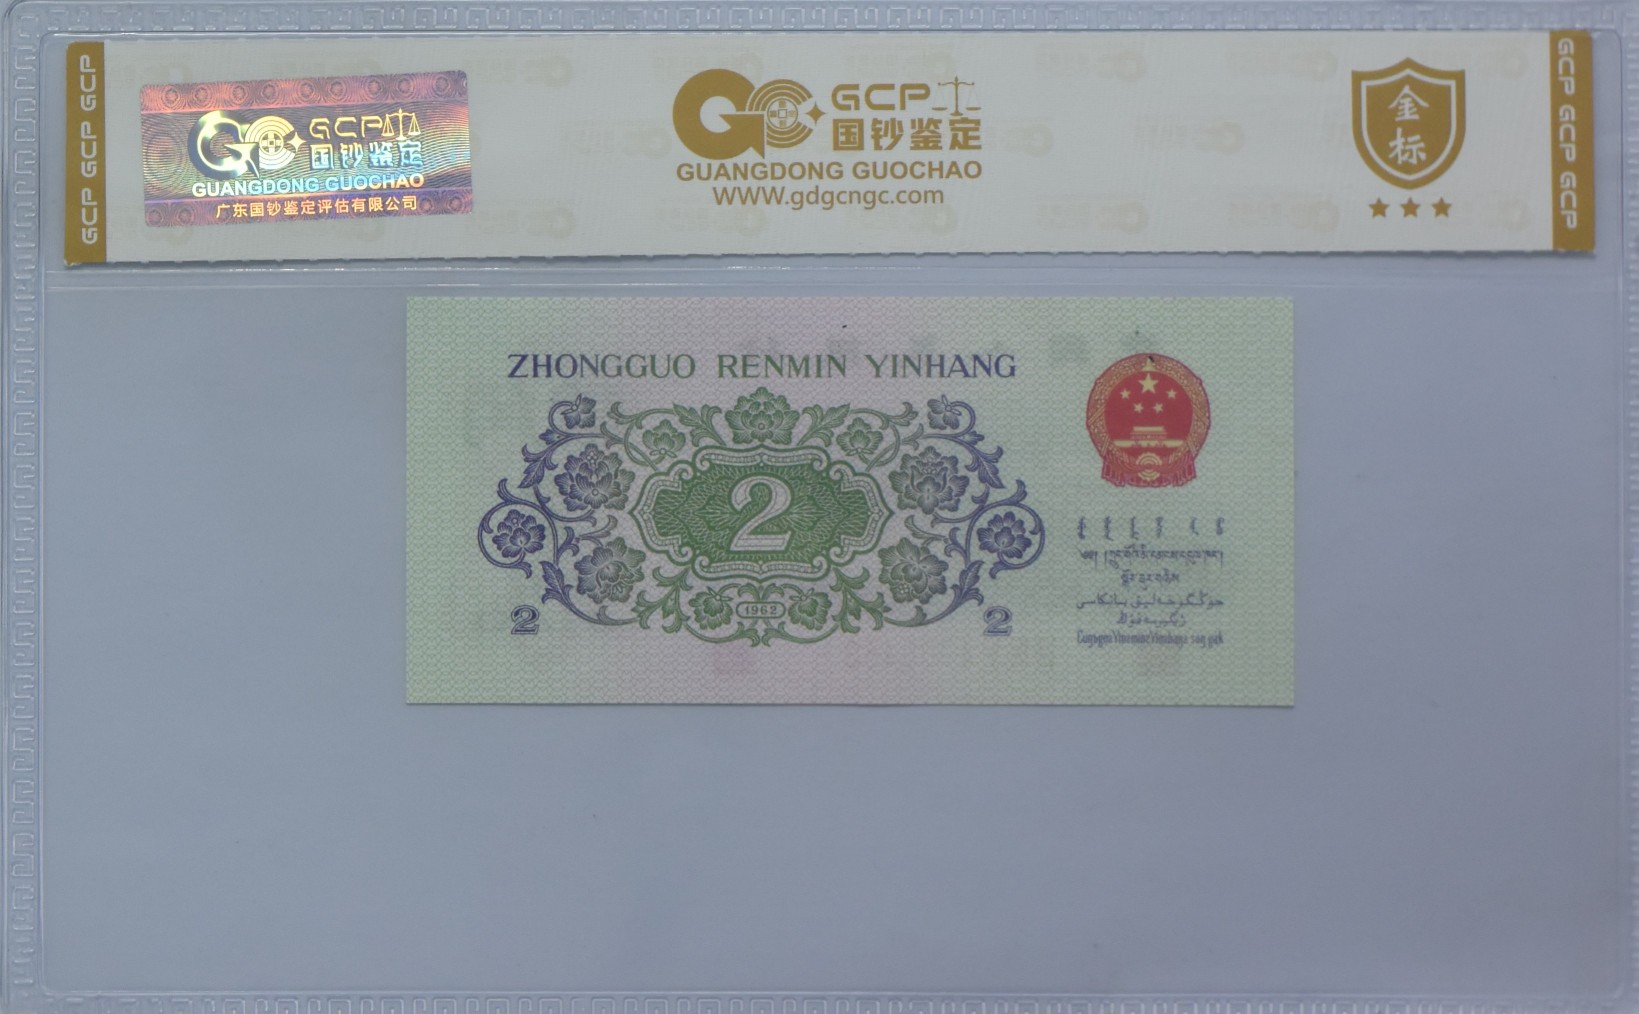 GCP GCP GCP
GCP
国钞鉴定
GUANGDONG GUOCHAO
广东国钞鉴定评估有限公司
GCP
国钞鉴定
GUANGDONG GUOCHAO
www.gdgcngc.com
金标
GCP GCP GCP
ZHONGGUO RENMIN YINHANG
2
1962
2
2